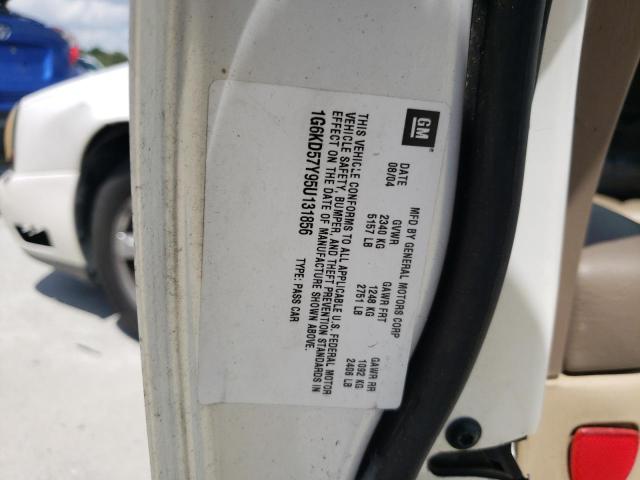 GM
MFD BY GENERAL MOTORS CORP
DATE GVWR GAWR FRT GAWR RR
08/04 2340 KG 1248 KG 1092 KG
5157 LB 2751 LB 2406 LB
THIS VEHICLE CONFORMS TO ALL APPLICABLE U.S. FEDERAL MOTOR
VEHICLE SAFETY, BUMPER, AND THEFT PREVENTION STANDARDS IN
EFFECT ON THE DATE OF MANUFACTURE SHOWN ABOVE.
1G6KD57Y95U131856 TYPE: PASS CAR